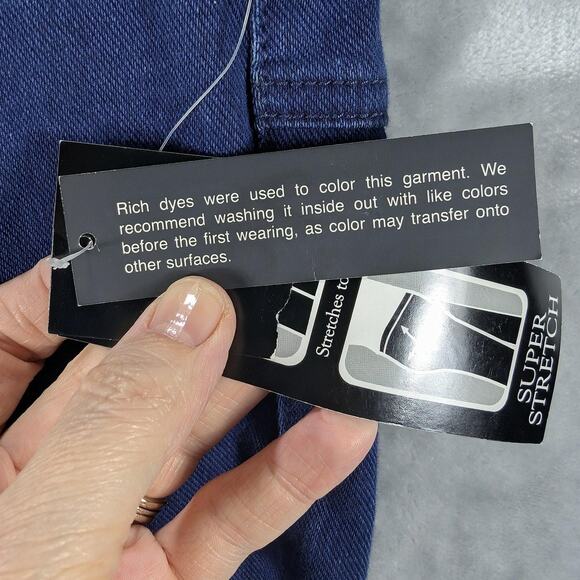 Rich dyes were used to color this garment. We
recommend washing it inside out with like colors
before the first wearing, as color may transfer onto
other surfaces.
Stretches to
SUPER
STRETCH